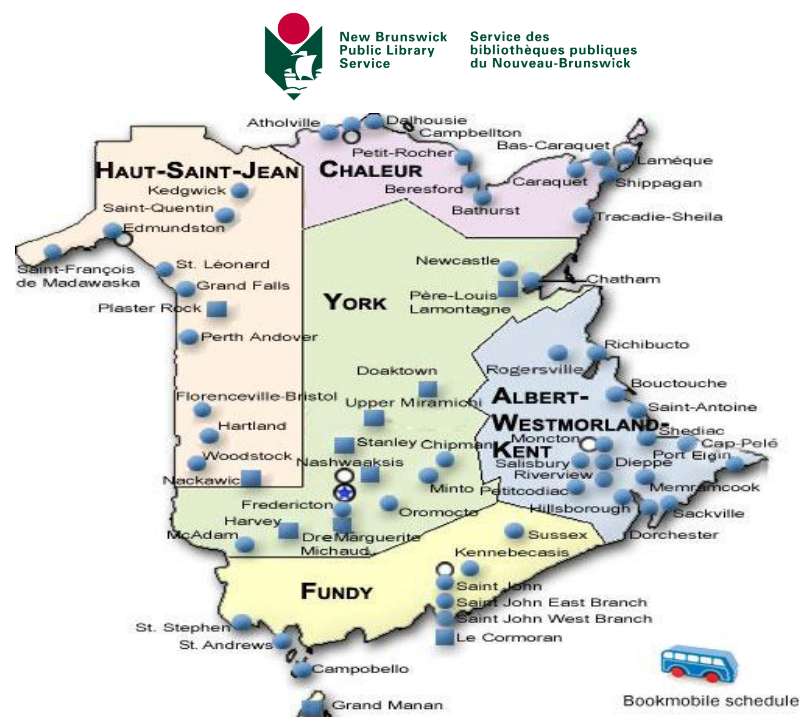 New Brunswick
Public Library
Service
Service des
bibliothèques publiques
du Nouveau-Brunswick
Atholville
Dalhousie
Campbellton
Petit-Rocher
Bas-Caraquet
Lamèque
HAUT-SAINT-JEAN
CHALEUR
Caraquet
Shippagan
Kedgwick
Beresford
Bathurst
Saint-Quentin
Tracadie-Sheila
Edmundston
Saint-François
de Madawaska
St. Léonard
Newcastle
Chatham
Grand Falls
YORK
Père-Louis
Lamontagne
Plaster Rock
Perth Andover
Richibucto
Rogersville
Doaktown
Bouctouche
ALBERT-
WESTMORLAND-
KENT
Florenceville-Bristol
Upper Miramichi
Saint-Antoine
Hartland
Stanley
Chipman
Moncton
Shediac
Cap-Pelé
Woodstock
Nashwaaksis
Salisbury
Dieppe
Port Elgin
Nackawic
Minto
Riverview
Petitcodiac
Memramcook
Fredericton
Oromocto
Hillsborough
Sackville
Harvey
Dre Marguerite
Michaud
McAdam
Sussex
Dorchester
Kennebecasis
FUNDY
Saint John
Saint John East Branch
Saint John West Branch
Le Cormoran
St. Stephen
St. Andrews
Campobello
Grand Manan
Bookmobile schedule